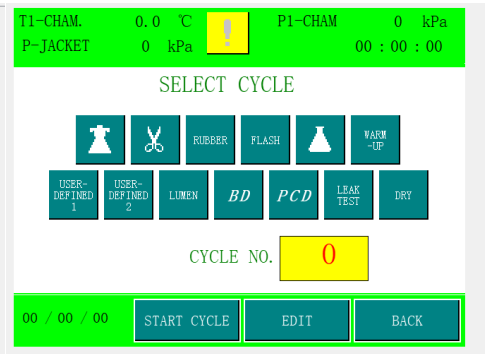 T1-CHAM. 0.0 ℃ P1-CHAM 0 kPa
P-JACKET 0 kPa 00 : 00 : 00
!
SELECT CYCLE
RUBBER FLASH WARM
-UP
USER-
DEFINED
1
USER-
DEFINED
2
LUMEN BD PCD LEAK
TEST
DRY
CYCLE NO. 0
00 / 00 / 00 START CYCLE EDIT BACK